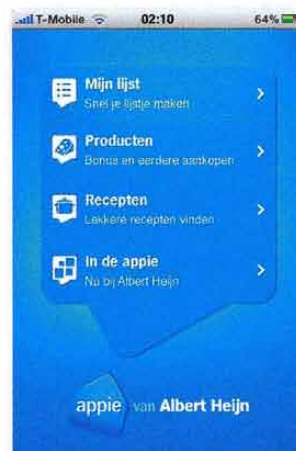 T-Mobile 02:10 64%
Mijn lijst
Snel je lijstje maken
Producten
Bonus en eerdere aankopen
Recepten
Lekkere recepten vinden
In de appie
Nu bij Albert Heijn
appie van Albert Heijn